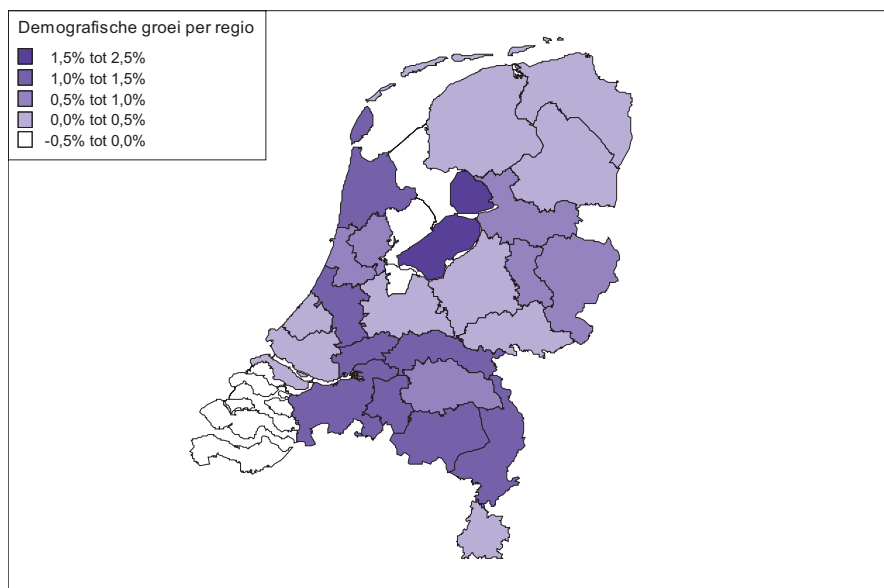 Demografische groei per regio
1,5% tot 2,5%
1,0% tot 1,5%
0,5% tot 1,0%
0,0% tot 0,5%
-0,5% tot 0,0%